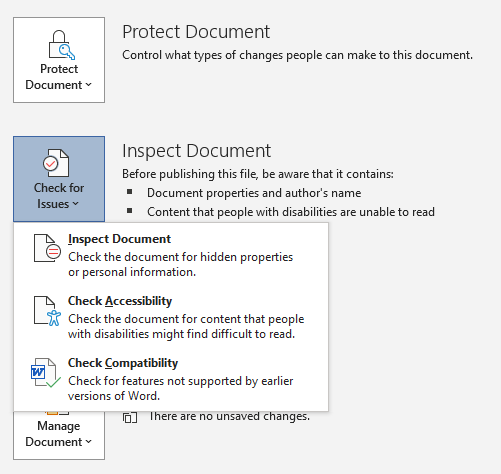 Protect Document
Control what types of changes people can make to this document.
Protect
Document
Inspect Document
Before publishing this file, be aware that it contains:
Document properties and author's name
Content that people with disabilities are unable to read
Check for
Issues
Inspect Document
Check the document for hidden properties
or personal information.
Check Accessibility
Check the document for content that people
with disabilities might find difficult to read.
Check Compatibility
Check for features not supported by earlier
versions of Word.
Manage
Document
There are no unsaved changes.